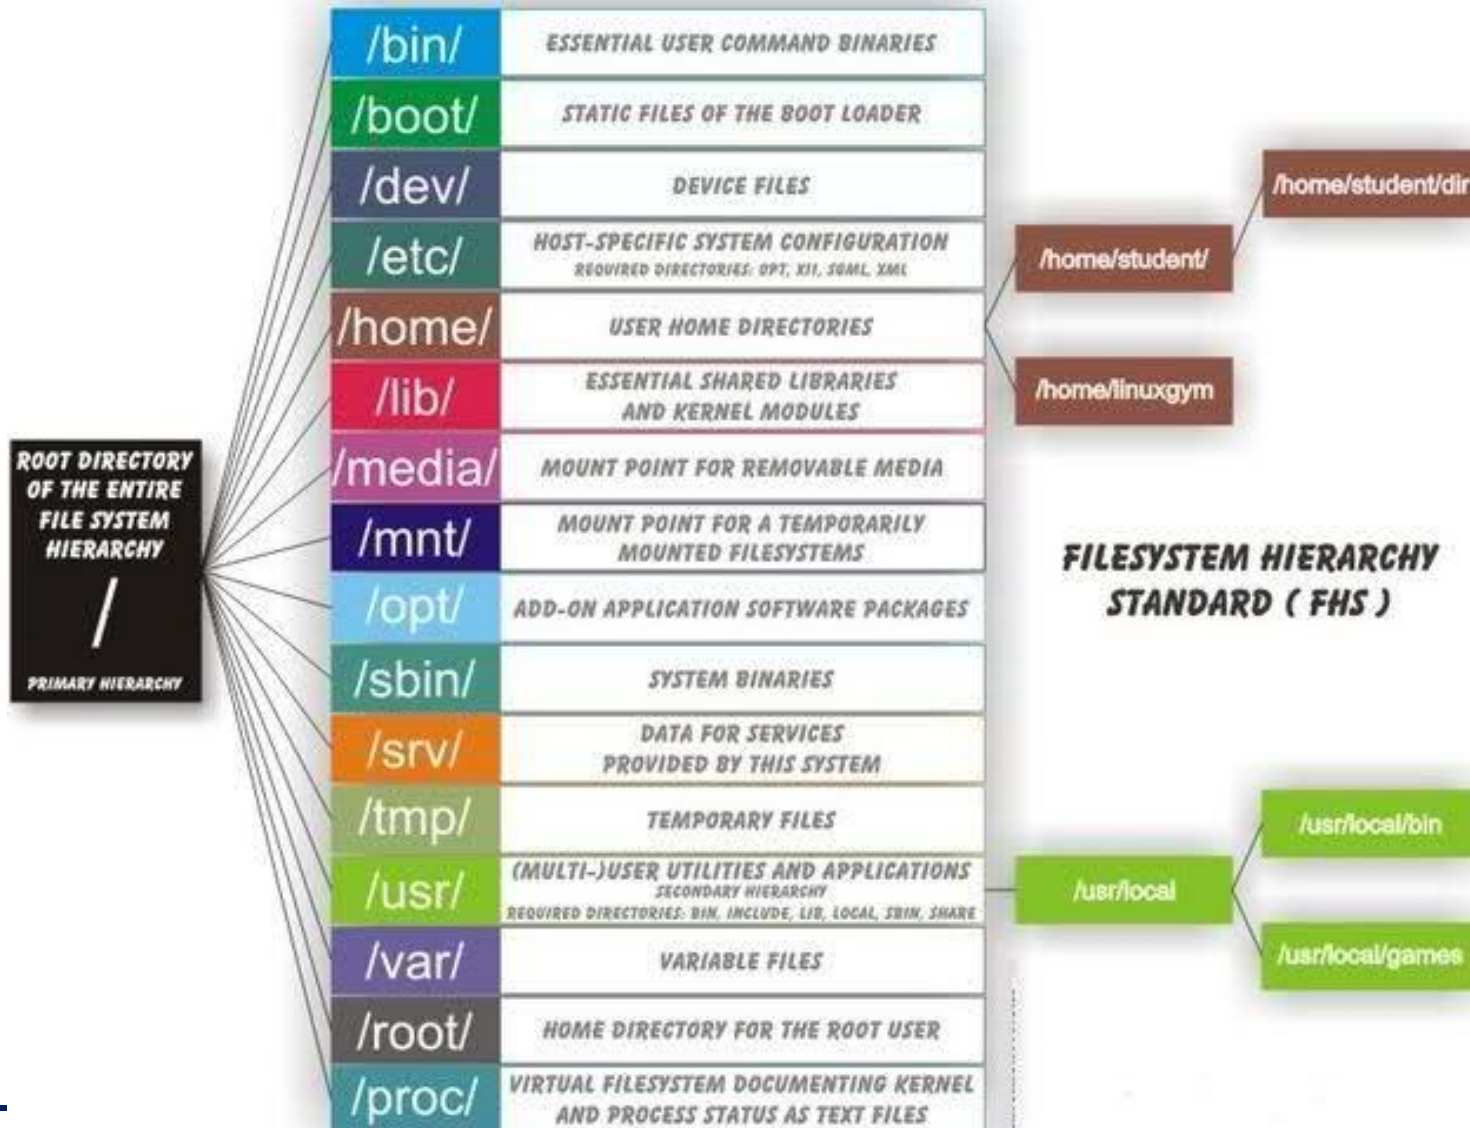 ROOT DIRECTORY
OF THE ENTIRE
FILE SYSTEM
HIERARCHY
/
PRIMARY HIERARCHY
/bin/
ESSENTIAL USER COMMAND BINARIES
/boot/
STATIC FILES OF THE BOOT LOADER
/dev/
DEVICE FILES
/etc/
HOST-SPECIFIC SYSTEM CONFIGURATION
REQUIRED DIRECTORIES: OPT, X11, SGML, XML
/home/
USER HOME DIRECTORIES
/home/student/
/home/student/dir
/home/linuxgym
/lib/
ESSENTIAL SHARED LIBRARIES
AND KERNEL MODULES
/media/
MOUNT POINT FOR REMOVABLE MEDIA
/mnt/
MOUNT POINT FOR A TEMPORARILY
MOUNTED FILESYSTEMS
/opt/
ADD-ON APPLICATION SOFTWARE PACKAGES
/sbin/
SYSTEM BINARIES
/srv/
DATA FOR SERVICES
PROVIDED BY THIS SYSTEM
/tmp/
TEMPORARY FILES
/usr/
(MULTI-)USER UTILITIES AND APPLICATIONS
SECONDARY HIERARCHY
REQUIRED DIRECTORIES: BIN, INCLUDE, LIB, LOCAL, SBIN, SHARE
/usr/local
/usr/local/bin
/usr/local/games
/var/
VARIABLE FILES
/root/
HOME DIRECTORY FOR THE ROOT USER
/proc/
VIRTUAL FILESYSTEM DOCUMENTING KERNEL
AND PROCESS STATUS AS TEXT FILES
FILESYSTEM HIERARCHY
STANDARD ( FHS )